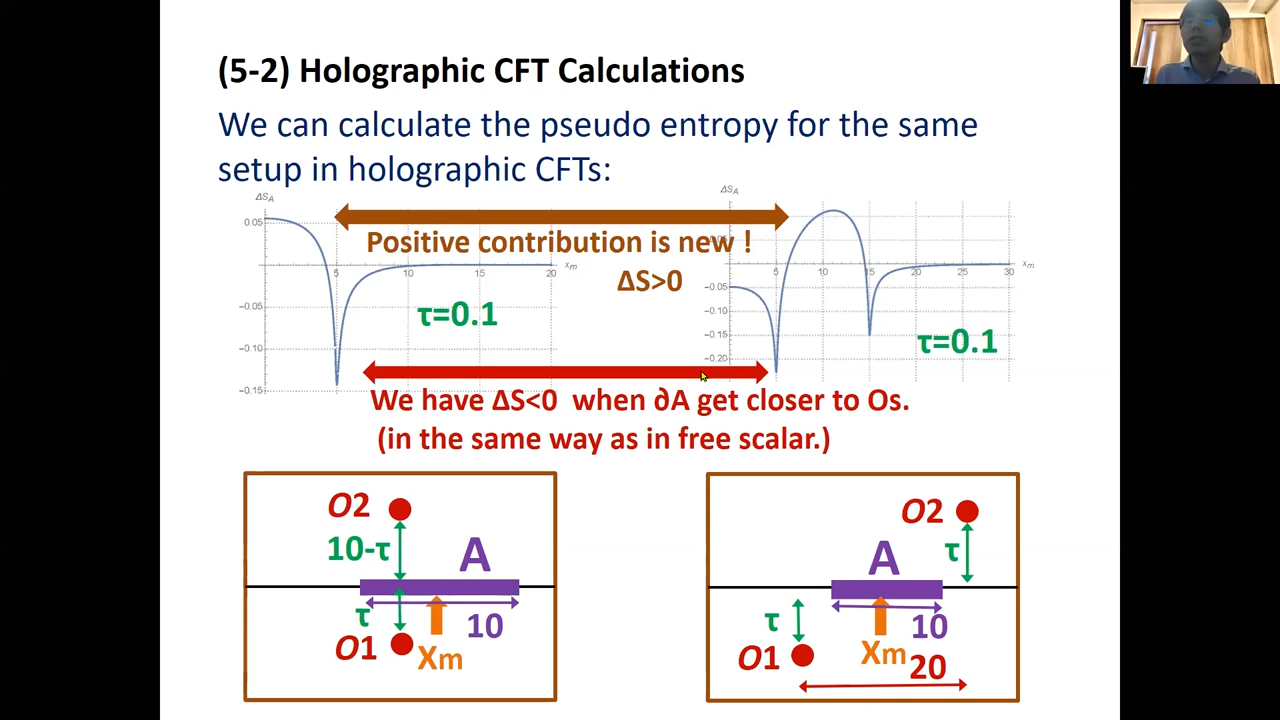 (5-2) Holographic CFT Calculations
We can calculate the pseudo entropy for the same
setup in holographic CFTs:
ΔSA
0.05
-0.05
-0.10
-0.15
5
10
15
20
xm
τ=0.1
Positive contribution is new !
ΔS>0
ΔSA
-0.05
-0.10
-0.15
-0.20
5
10
15
20
25
30
xm
τ=0.1
We have ΔS<0 when ∂A get closer to Os.
(in the same way as in free scalar.)
O2
10-τ
A
τ
10
O1
Xm
O2
A
τ
τ
10
O1
Xm
20